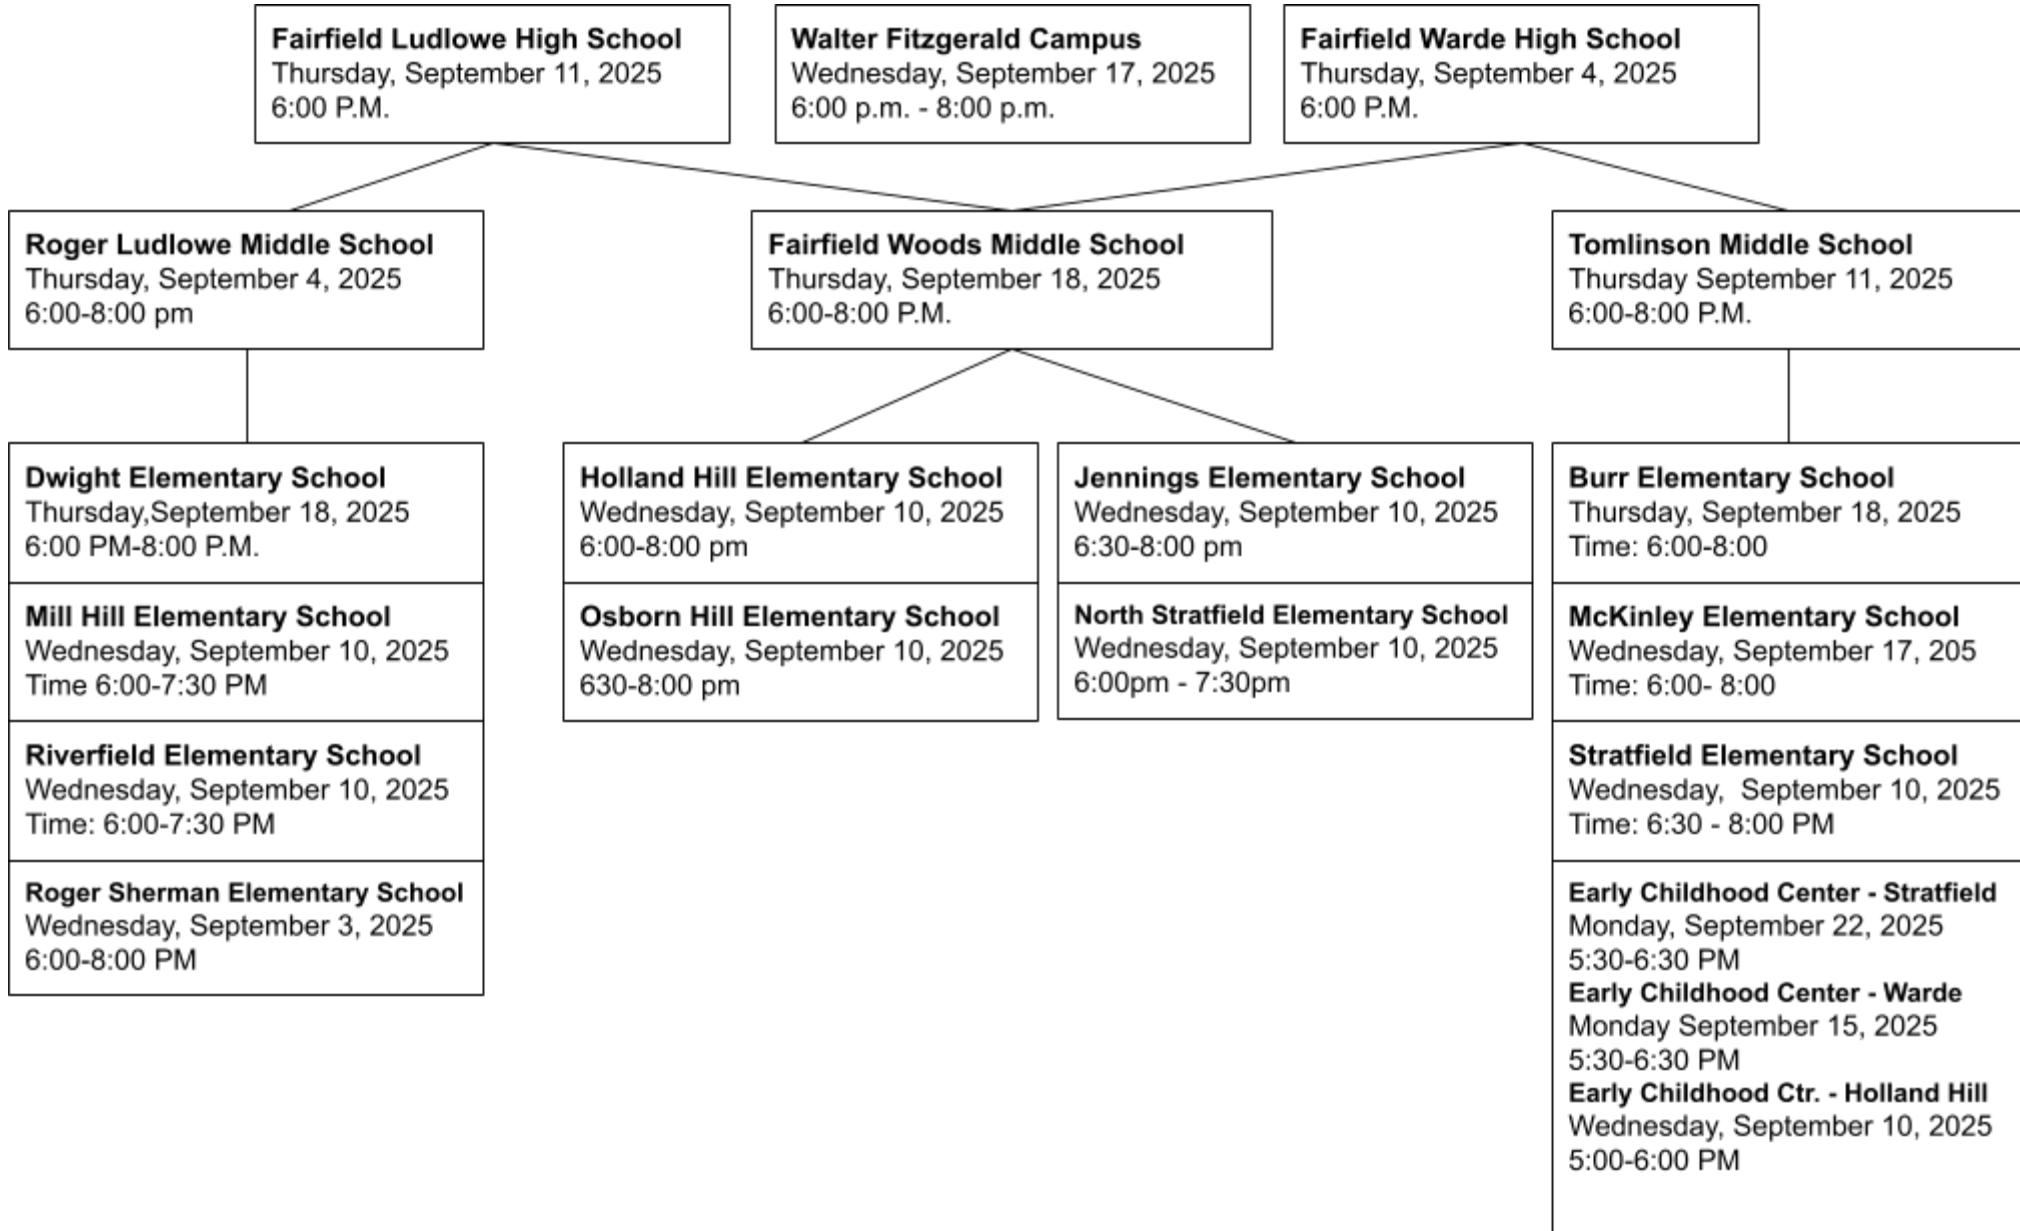 Fairfield Ludlowe High School
Thursday, September 11, 2025
6:00 P.M.
Walter Fitzgerald Campus
Wednesday, September 17, 2025
6:00 p.m. - 8:00 p.m.
Fairfield Warde High School
Thursday, September 4, 2025
6:00 P.M.
Roger Ludlowe Middle School
Thursday, September 4, 2025
6:00-8:00 pm
Fairfield Woods Middle School
Thursday, September 18, 2025
6:00-8:00 P.M.
Tomlinson Middle School
Thursday September 11, 2025
6:00-8:00 P.M.
Dwight Elementary School
Thursday,September 18, 2025
6:00 PM-8:00 P.M.
Mill Hill Elementary School
Wednesday, September 10, 2025
Time 6:00-7:30 PM
Riverfield Elementary School
Wednesday, September 10, 2025
Time: 6:00-7:30 PM
Roger Sherman Elementary School
Wednesday, September 3, 2025
6:00-8:00 PM
Holland Hill Elementary School
Wednesday, September 10, 2025
6:00-8:00 pm
Osborn Hill Elementary School
Wednesday, September 10, 2025
630-8:00 pm
Jennings Elementary School
Wednesday, September 10, 2025
6:30-8:00 pm
North Stratfield Elementary School
Wednesday, September 10, 2025
6:00pm - 7:30pm
Burr Elementary School
Thursday, September 18, 2025
Time: 6:00-8:00
McKinley Elementary School
Wednesday, September 17, 205
Time: 6:00- 8:00
Stratfield Elementary School
Wednesday,  September 10, 2025
Time: 6:30 - 8:00 PM
Early Childhood Center - Stratfield
Monday, September 22, 2025
5:30-6:30 PM
Early Childhood Center - Warde
Monday September 15, 2025
5:30-6:30 PM
Early Childhood Ctr. - Holland Hill
Wednesday, September 10, 2025
5:00-6:00 PM